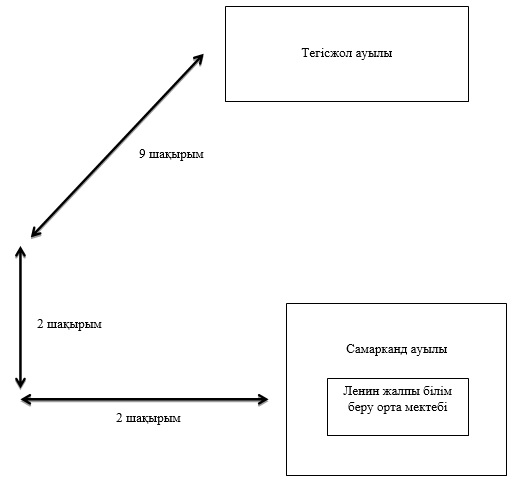 Тегісжол ауылы
9 шақырым
2 шақырым
Самарканд ауылы
Ленин жалпы білім
беру орта мектебі
2 шақырым